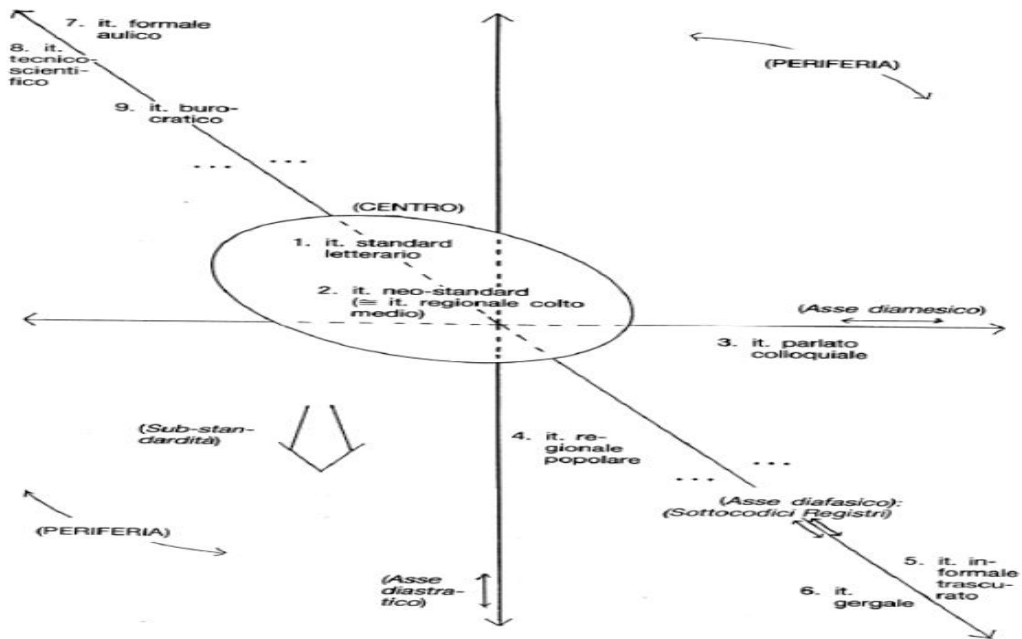 7. it. formale
aulico
8. it.
tecnico-
scienti-
fico
(PERIFERIA)
9. it. buro-
cratico
... ...
(CENTRO)
1. it. standard
letterario
2. it. neo-standard
(≅ it. regionale colto
medio)
(Asse diamesico)
3. it. parlato
colloquiale
(Sub-stan-
dardità)
4. it. re-
gionale
popolare
... ...
(Asse diafasico):
(Sottocodici Registri)
(PERIFERIA)
5. it. in-
formale
trascu-
rato
6. it.
gergale
(Asse
diastra-
tico)